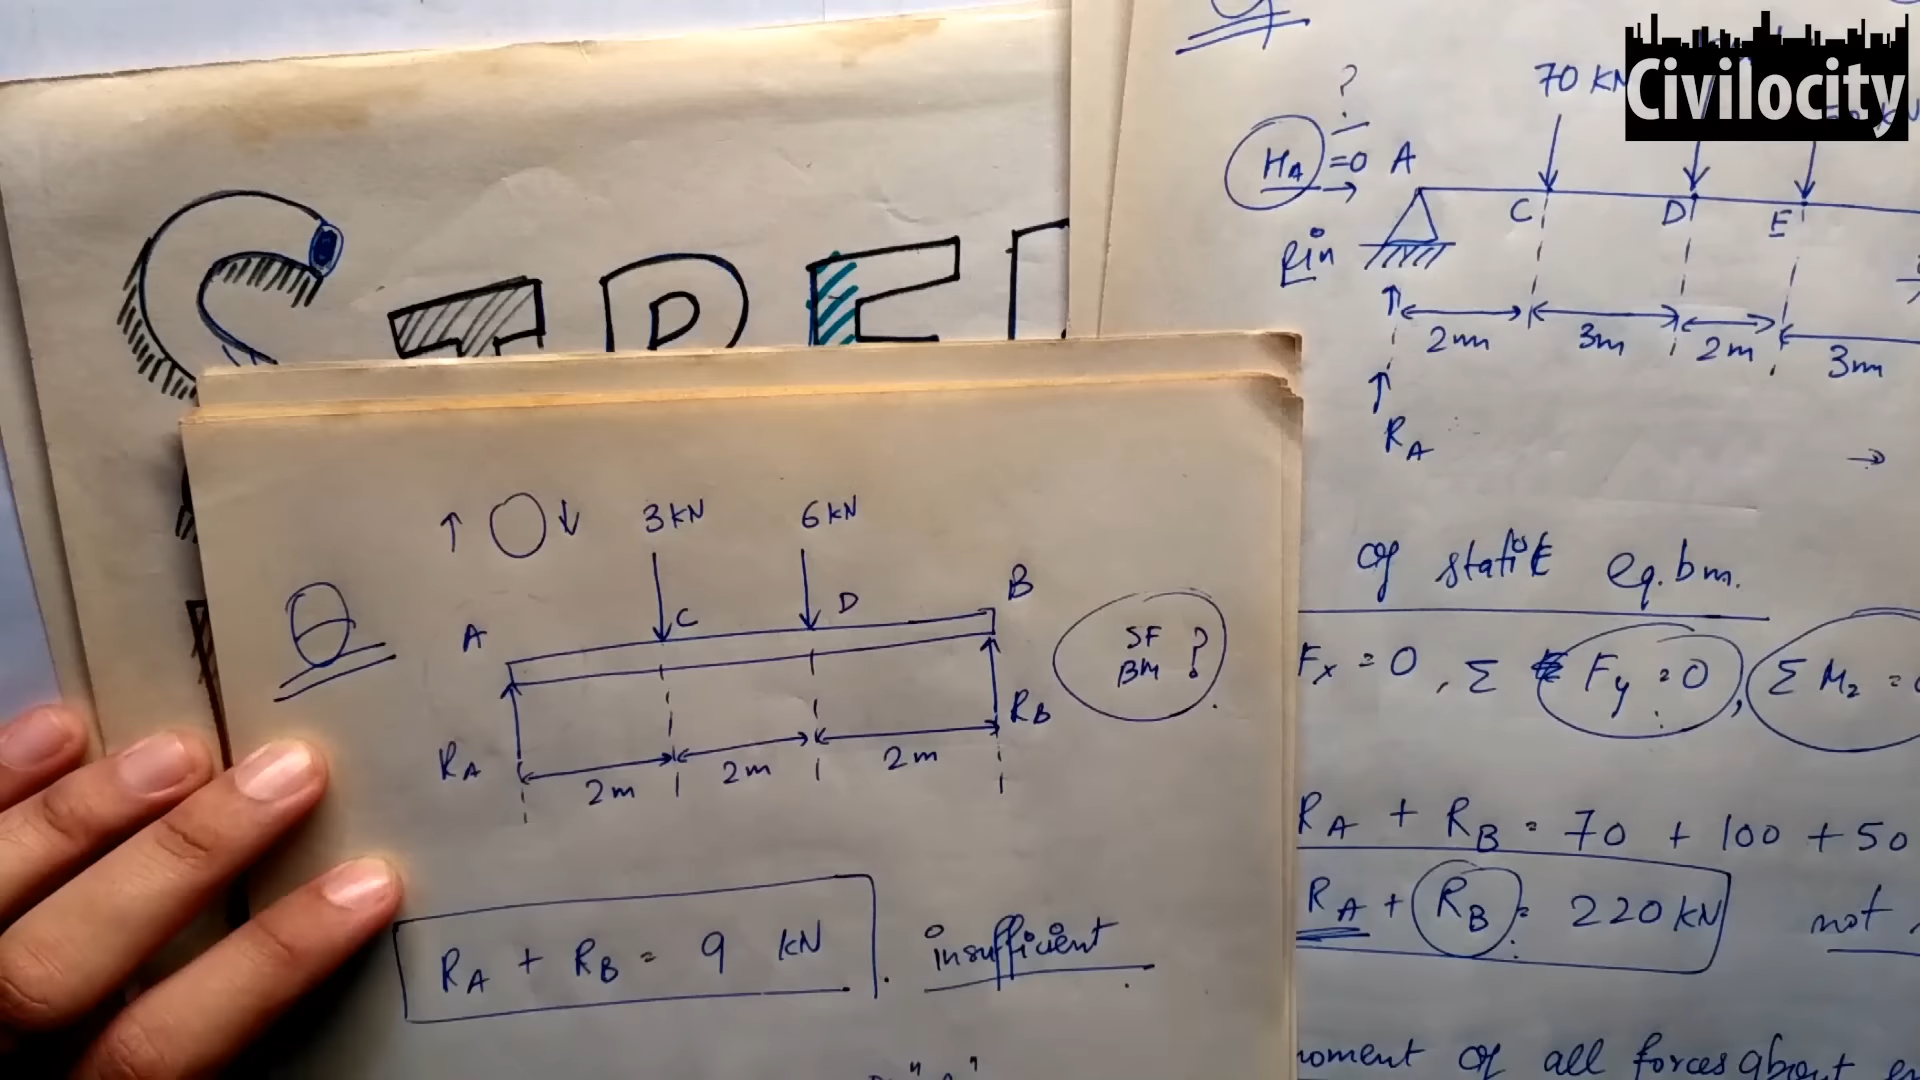 Civilocity
70 KN
?
HA =0 A
C D E
Pin
2m 3m 2m 3m
RA
of static eq.bm.
Fx = 0, Σ Fy = 0, Σ Mz =
RA + RB = 70 + 100 + 50
RA + RB = 220 KN not
moment of all forces about
Q
3 KN 6 KN
A C D B
SF
BM ?
RA RB
2m 2m 2m
RA + RB = 9 KN . insufficient